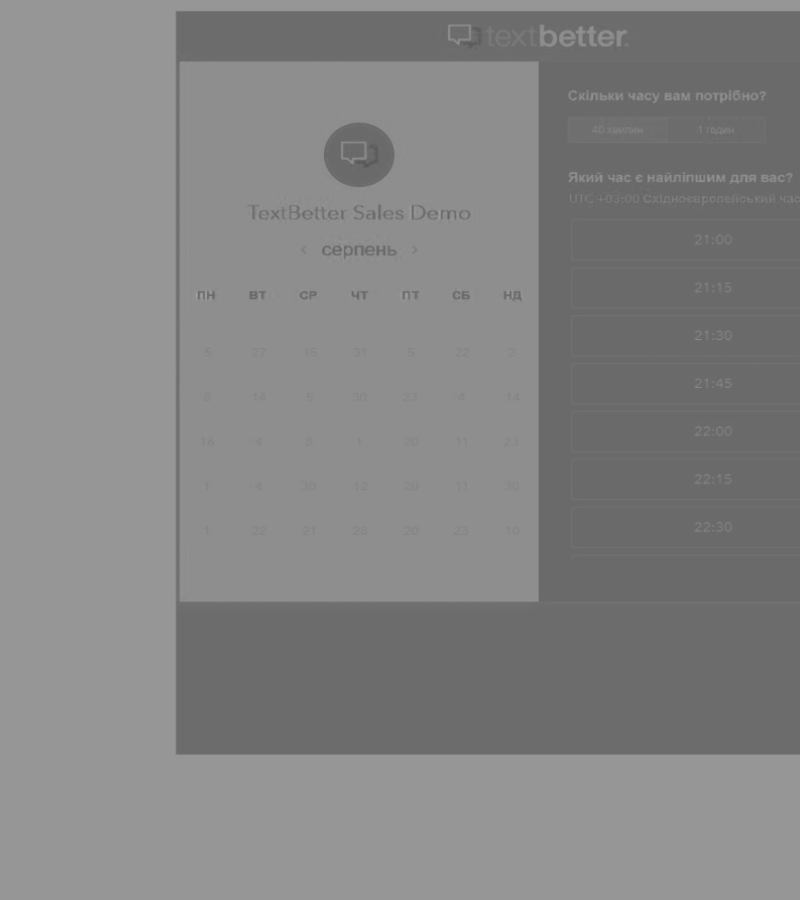 textbetter.
TextBetter Sales Demo
‹ серпень ›
ПН ВТ СР ЧТ ПТ СБ НД
5 27 15 31 5 22 2
8 14 5 30 23 4 14
16 4 8 1 20 11 23
1 4 30 12 26 11 30
1 22 21 28 20 23 10
Скільки часу вам потрібно?
40 хвилин 1 годин
Який час є найліпшим для вас?
UTC +03:00 Східноєвропейський час
21:00
21:15
21:30
21:45
22:00
22:15
22:30